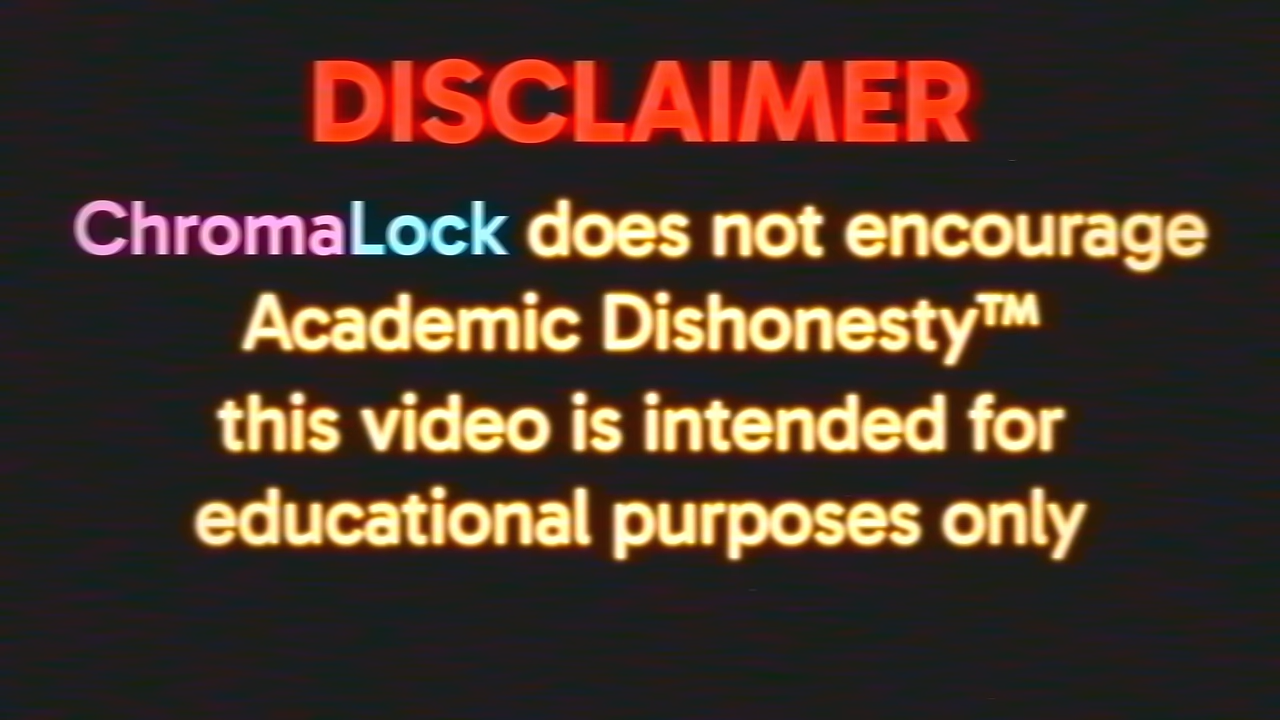 DISCLAIMER
ChromaLock does not encourage
Academic Dishonesty™
this video is intended for
educational purposes only